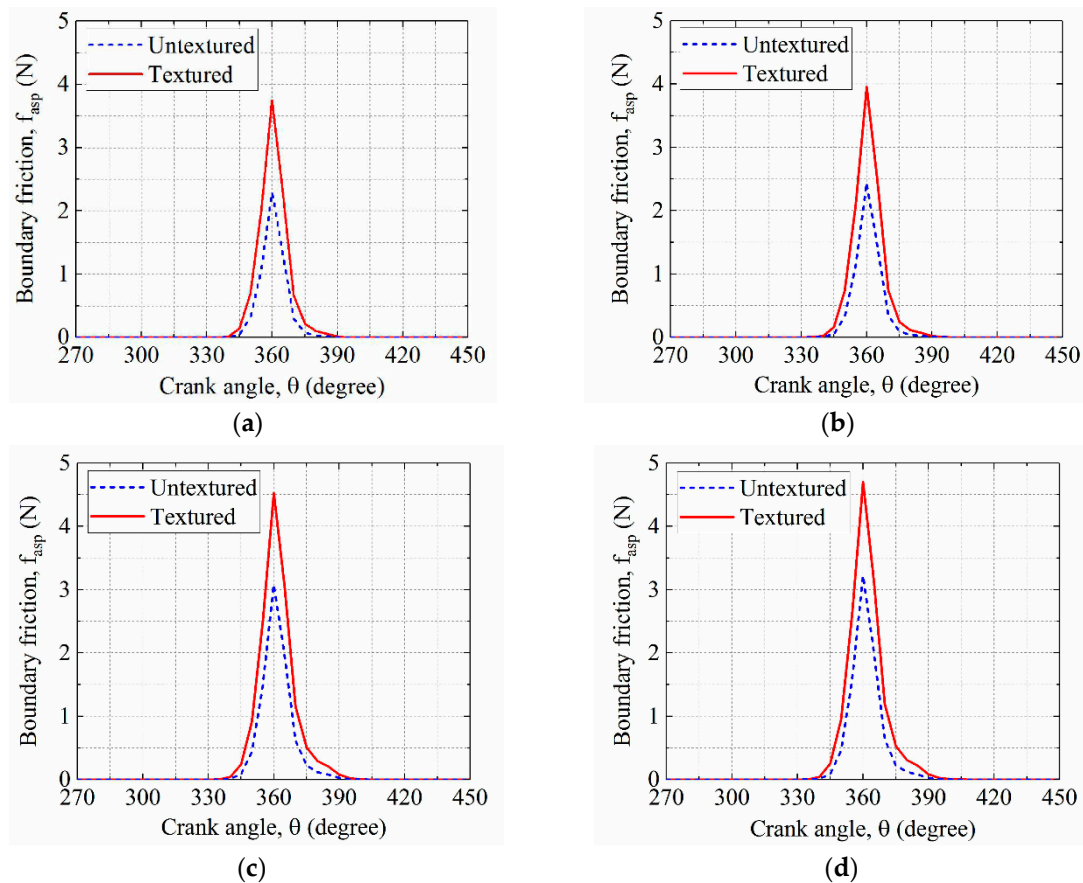 5
4
3
2
1
0
Boundary friction, f_asp (N)
Untextured
Textured
270 300 330 360 390 420 450
Crank angle, θ (degree)
(a)
5
4
3
2
1
0
Boundary friction, f_asp (N)
Untextured
Textured
270 300 330 360 390 420 450
Crank angle, θ (degree)
(b)
5
4
3
2
1
0
Boundary friction, f_asp (N)
Untextured
Textured
270 300 330 360 390 420 450
Crank angle, θ (degree)
(c)
5
4
3
2
1
0
Boundary friction, f_asp (N)
Untextured
Textured
270 300 330 360 390 420 450
Crank angle, θ (degree)
(d)